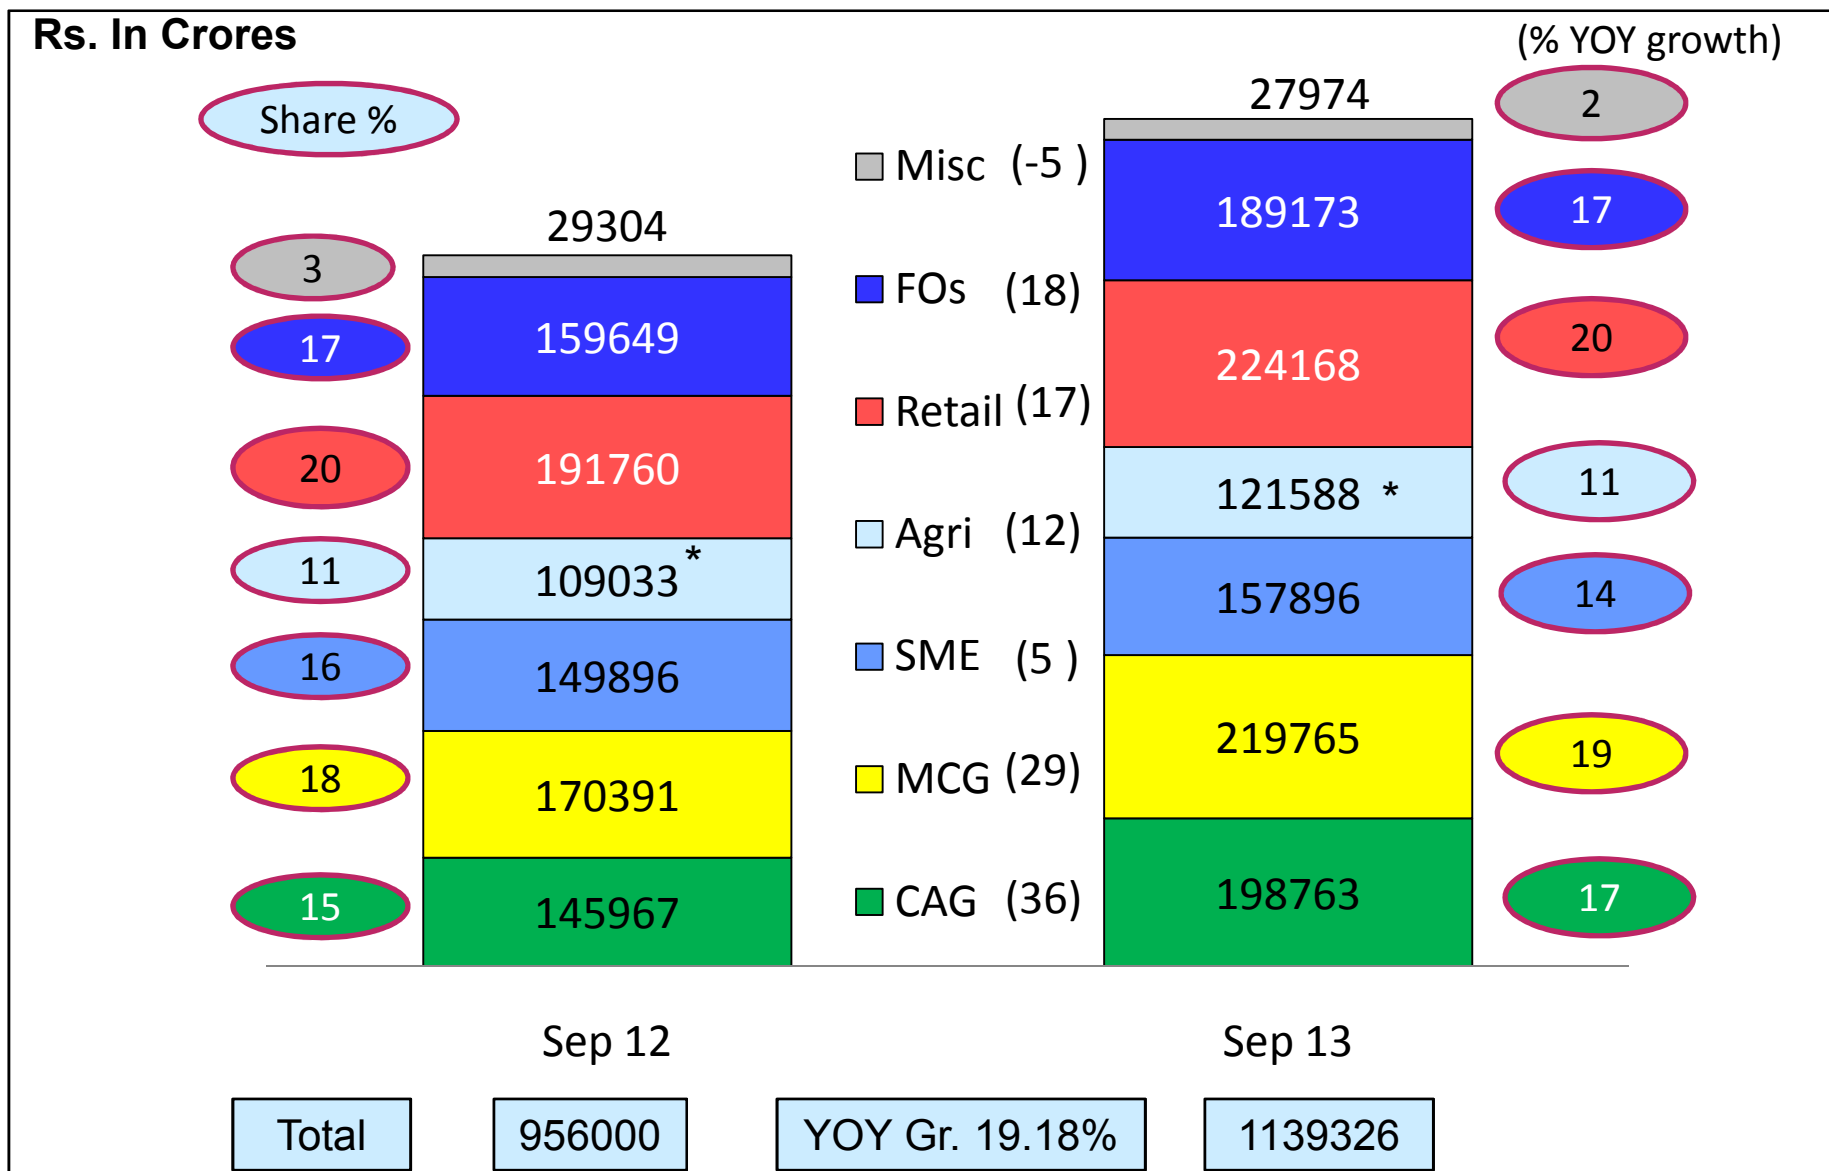 Rs. In Crores
(% YOY growth)
Share %
27974
2
Misc (-5 )
29304
189173
17
3
FOs (18)
159649
17
224168
20
Retail (17)
191760
20
121588 *
11
Agri (12)
109033 *
11
157896
14
SME (5 )
149896
16
219765
19
MCG (29)
170391
18
198763
17
CAG (36)
145967
15
Sep 12
Sep 13
Total
956000
YOY Gr. 19.18%
1139326